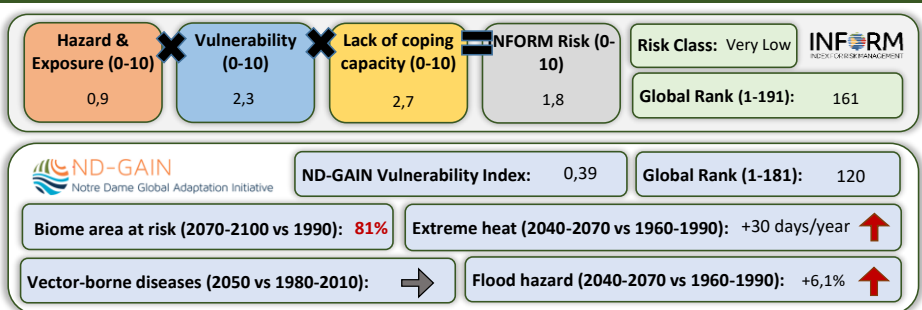 Hazard &
Exposure (0-10)
0,9
Vulnerability
(0-10)
2,3
Lack of coping
capacity (0-10)
2,7
NFORM Risk (0-
10)
1,8
Risk Class: Very Low
INFORM
INDEX FOR RISK MANAGEMENT
Global Rank (1-191): 161
ND-GAIN
Notre Dame Global Adaptation Initiative
ND-GAIN Vulnerability Index: 0,39
Global Rank (1-181): 120
Biome area at risk (2070-2100 vs 1990): 81%
Extreme heat (2040-2070 vs 1960-1990): +30 days/year
Vector-borne diseases (2050 vs 1980-2010):
Flood hazard (2040-2070 vs 1960-1990): +6,1%